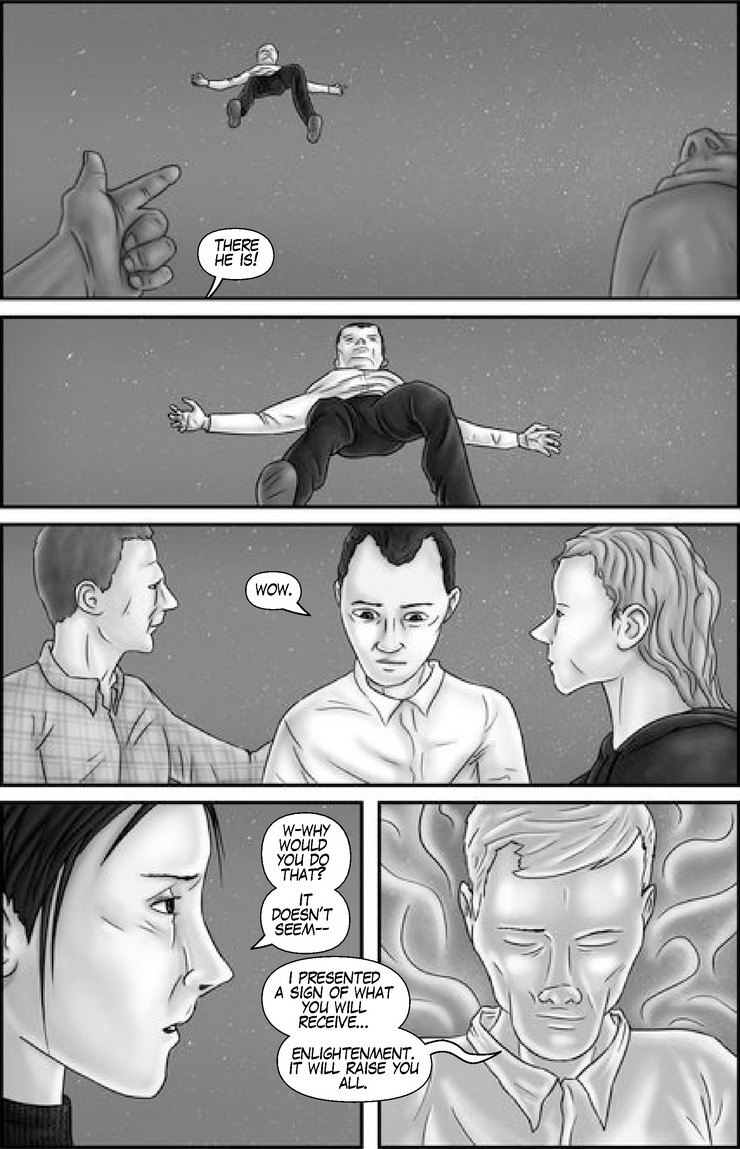 THERE
HE IS!
WOW.
W-WHY
WOULD
YOU DO
THAT?
IT
DOESN'T
SEEM--
I PRESENTED
A SIGN OF WHAT
YOU WILL
RECEIVE...
ENLIGHTENMENT.
IT WILL RAISE YOU
ALL.